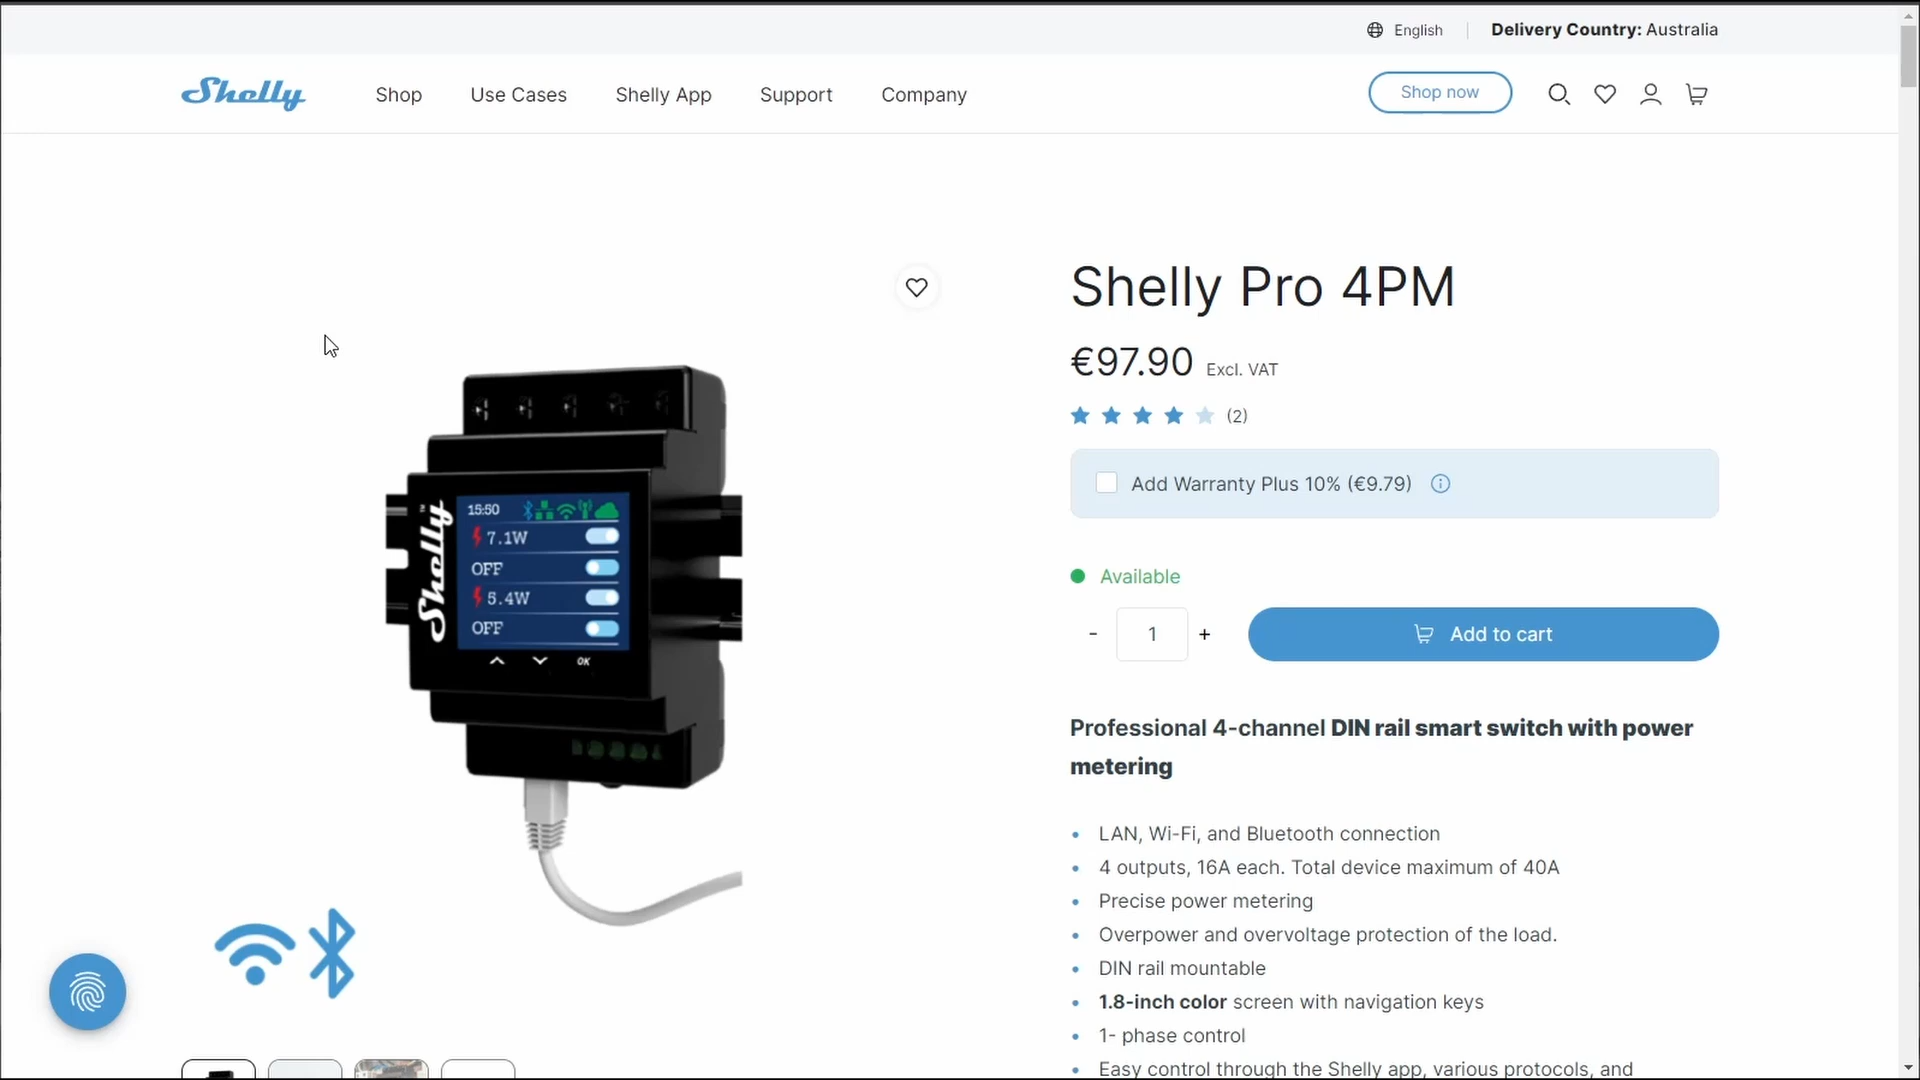 English
Delivery Country: Australia
Shelly
Shop
Use Cases
Shelly App
Support
Company
Shop now
Shelly Pro 4PM
€97.90 Excl. VAT
(2)
Add Warranty Plus 10% (€9.79)
Available
- 1 +
Add to cart
Professional 4-channel DIN rail smart switch with power
metering
LAN, Wi-Fi, and Bluetooth connection
4 outputs, 16A each. Total device maximum of 40A
Precise power metering
Overpower and overvoltage protection of the load.
DIN rail mountable
1.8-inch color screen with navigation keys
1- phase control
Easy control through the Shelly app, various protocols, and
Shelly™
15:50
7.1W
OFF
5.4W
OFF
OK